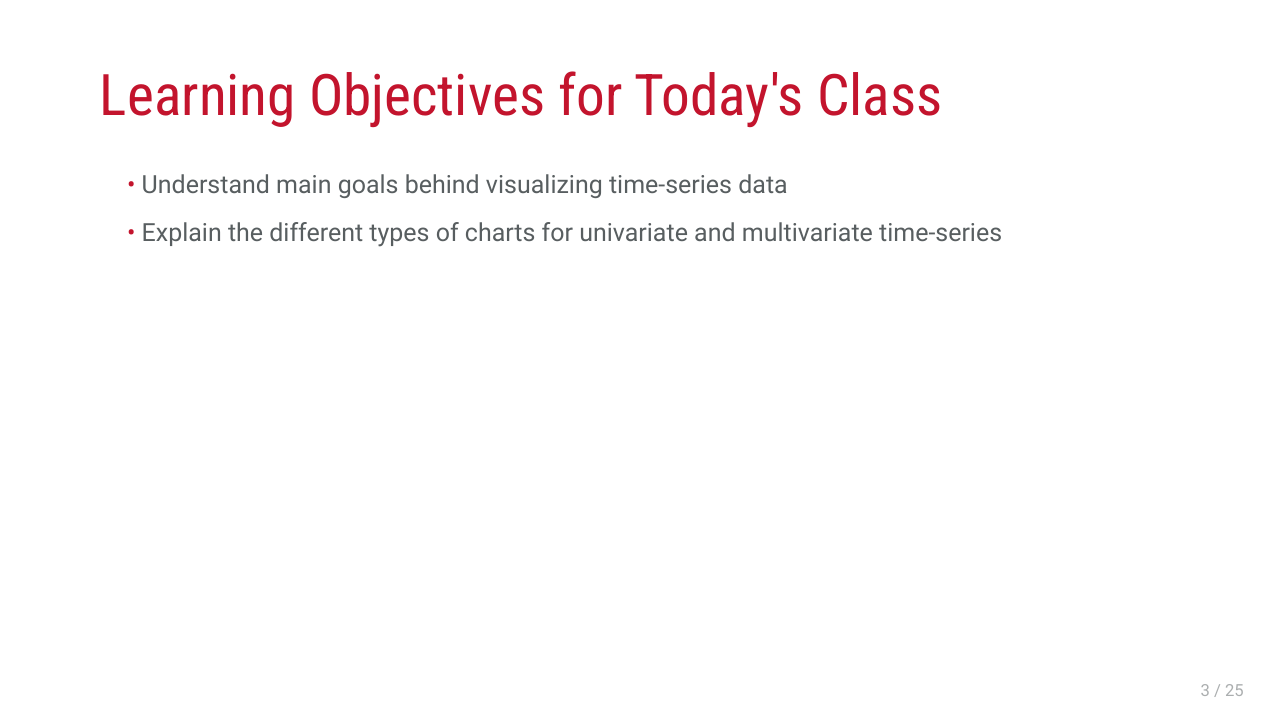 Learning Objectives for Today's Class
• Understand main goals behind visualizing time-series data
• Explain the different types of charts for univariate and multivariate time-series
3 / 25